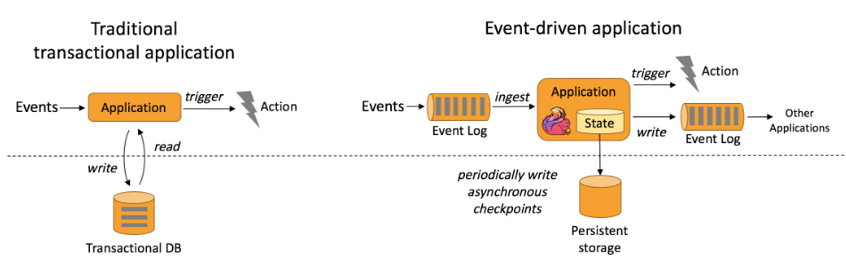 Traditional
transactional application
Events
Application
trigger
Action
write
read
Transactional DB
Event-driven application
Events
Event Log
ingest
Application
State
trigger
Action
write
Event Log
Other
Applications
periodically write
asynchronous
checkpoints
Persistent
storage